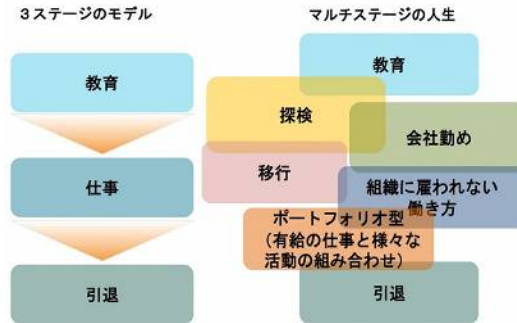 ３ステージのモデル
教育
仕事
引退
マルチステージの人生
教育
探検
会社勤め
移行
組織に雇われない
働き方
ポートフォリオ型
（有給の仕事と様々な
活動の組み合わせ）
引退